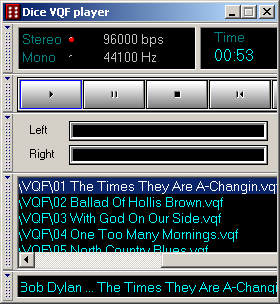 Dice VQF player
Stereo 96000 bps
Mono 44100 Hz
Time
00:53
Left
Right
\VQF\01 The Times They Are A-Changin.vqf
\VQF\02 Ballad Of Hollis Brown.vqf
\VQF\03 With God On Our Side.vqf
\VQF\04 One Too Many Mornings.vqf
\VQF\05 North Country Blues.vqf
Bob Dylan ... The Times They Are A-Changi